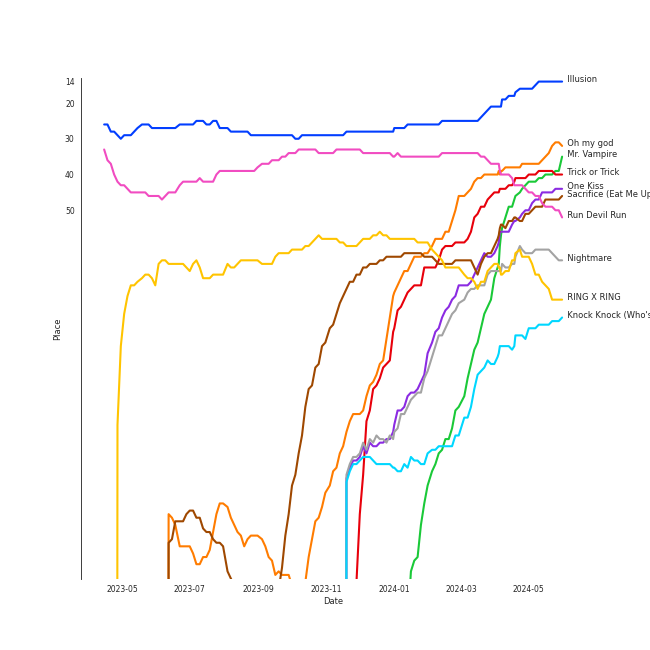 14
20
30
40
50
Place
2023-05
2023-07
2023-09
2023-11
2024-01
2024-03
2024-05
Date
Illusion
Oh my god
Mr. Vampire
Trick or Trick
One Kiss
Sacrifice (Eat Me Up
Run Devil Run
Nightmare
RING X RING
Knock Knock (Who's